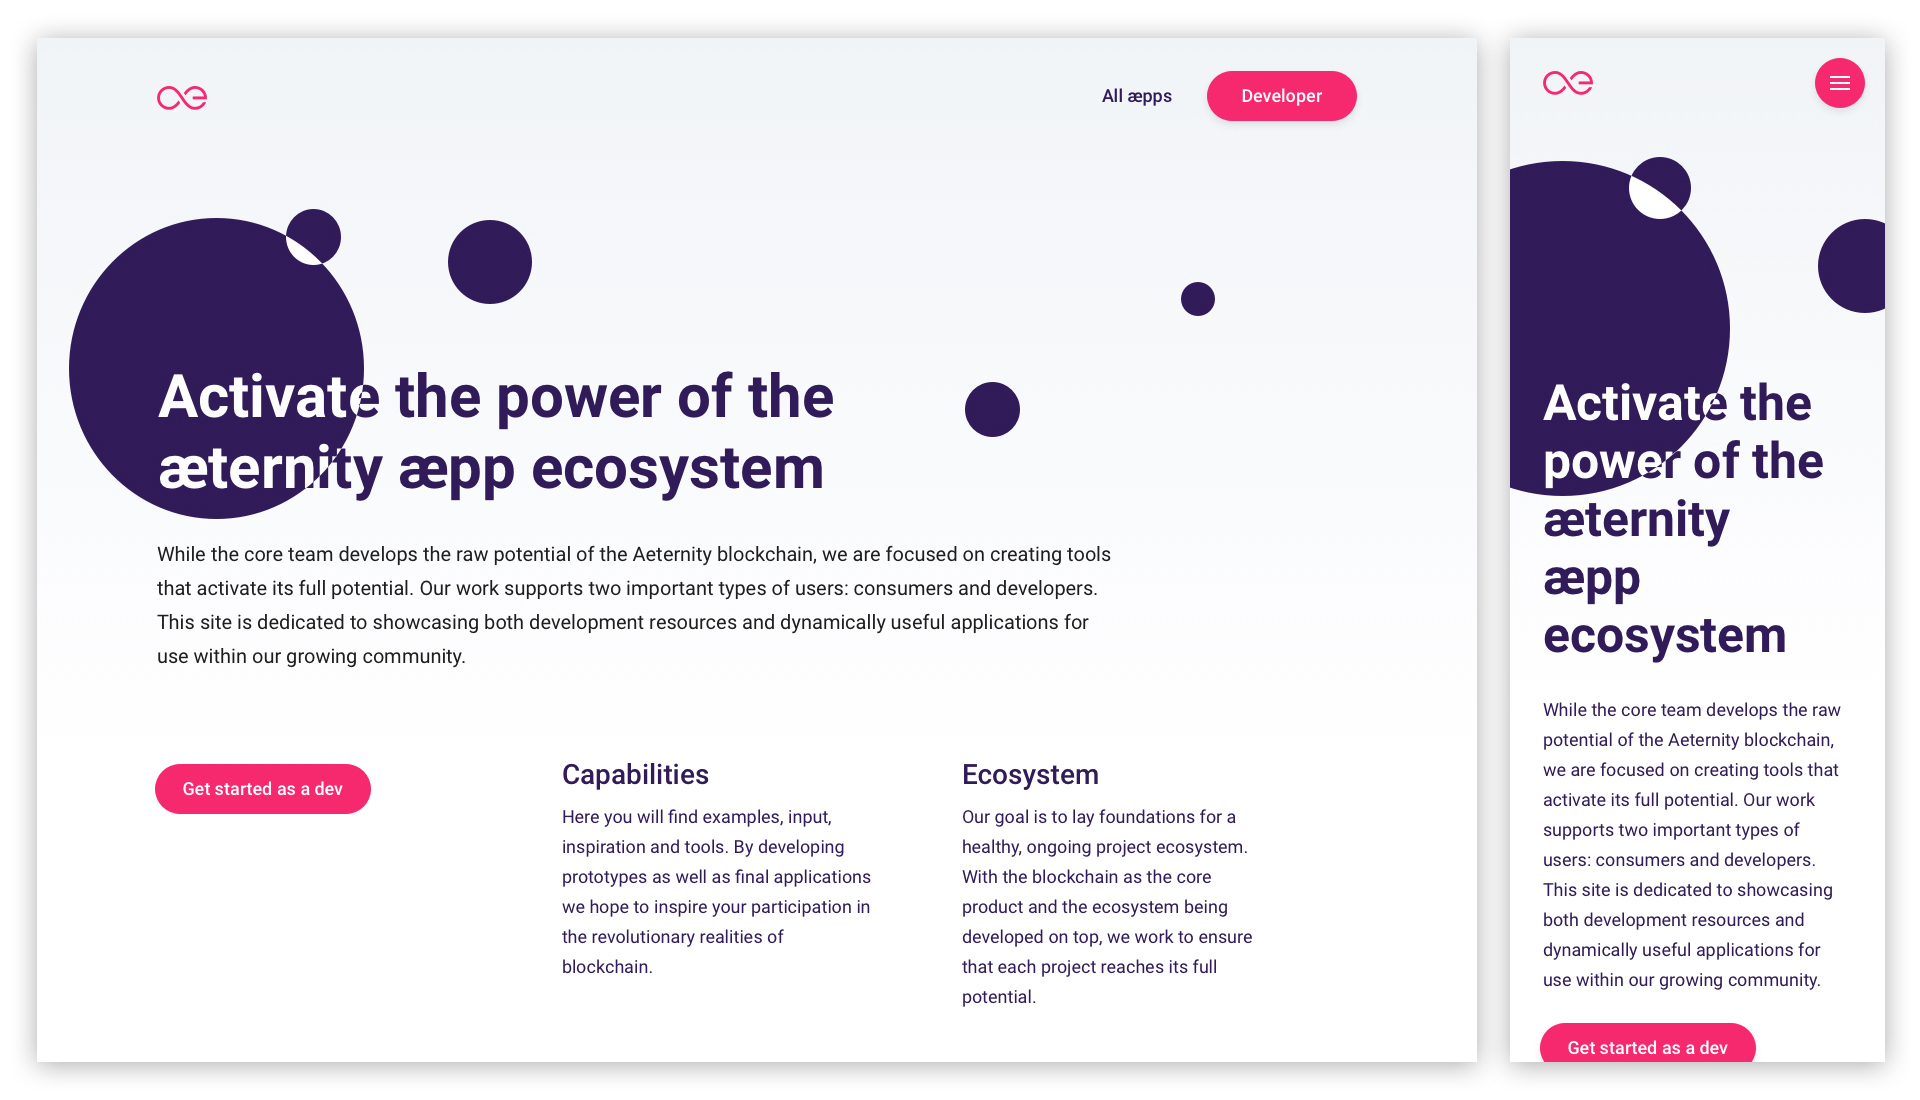 All æpps
Developer
Activate the power of the
æternity æpp ecosystem
While the core team develops the raw potential of the Aeternity blockchain, we are focused on creating tools
that activate its full potential. Our work supports two important types of users: consumers and developers.
This site is dedicated to showcasing both development resources and dynamically useful applications for
use within our growing community.
Get started as a dev
Capabilities
Here you will find examples, input,
inspiration and tools. By developing
prototypes as well as final applications
we hope to inspire your participation in
the revolutionary realities of
blockchain.
Ecosystem
Our goal is to lay foundations for a
healthy, ongoing project ecosystem.
With the blockchain as the core
product and the ecosystem being
developed on top, we work to ensure
that each project reaches its full
potential.
Activate the
power of the
æternity
æpp
ecosystem
While the core team develops the raw
potential of the Aeternity blockchain,
we are focused on creating tools that
activate its full potential. Our work
supports two important types of
users: consumers and developers.
This site is dedicated to showcasing
both development resources and
dynamically useful applications for
use within our growing community.
Get started as a dev